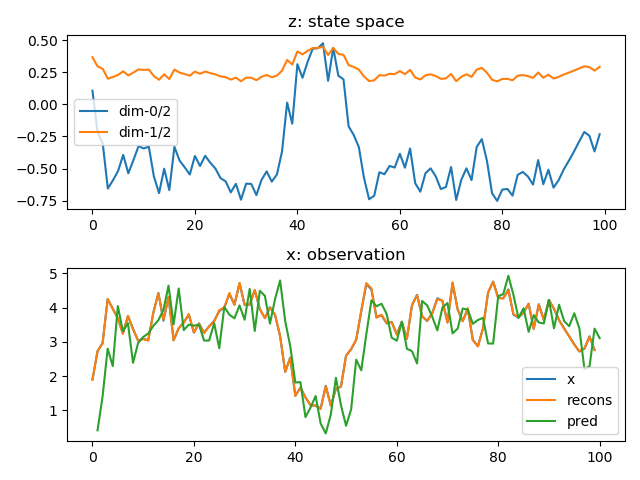 z: state space
0.50
0.25
0.00
−0.25
−0.50
−0.75
dim-0/2
dim-1/2
0 20 40 60 80 100
x: observation
5
4
3
2
1
x
recons
pred
0 20 40 60 80 100